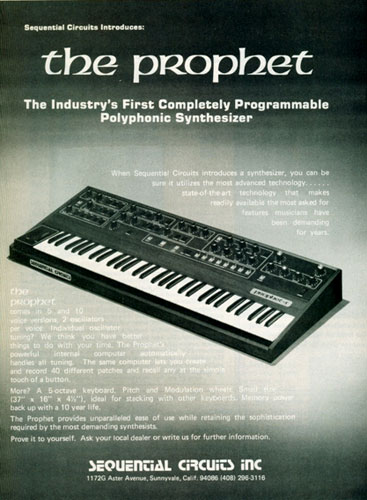 Sequential Circuits Introduces:
the prophet
The Industry's First Completely Programmable
Polyphonic Synthesizer
When Sequential Circuits introduces a synthesizer, you can be
sure it utilizes the most advanced technology.....
state-of-the-art technology that makes
readily available the most asked for
features musicians have
been demanding
for years.
SEQUENTIAL CIRCUITS
prophet
the
prophet
comes in 5 and 10
voice versions, 2 oscillators
per voice. Individual oscillator
tuning? We think you have better
things to do with your time. The Prophet's
powerful internal computer automatically
handles all tuning. The same computer lets you create
and record 40 different patches and recall any at the simple
touch of a button.
More? A 5-octave keyboard, Pitch and Modulation wheels. Small size
(37" x 16" x 4½"), ideal for stacking with other keyboards. Memory power
back up with a 10 year life.
The Prophet provides unparalleled ease of use while retaining the sophistication
required by the most demanding synthesists.
Prove it to yourself. Ask your local dealer or write us for further information.
SEQUENTIAL CIRCUITS INC
1172G Aster Avenue, Sunnyvale, Calif. 94086 (408) 296-3116